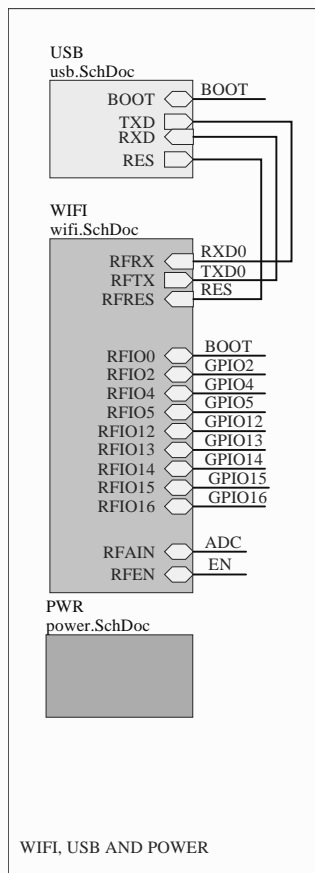 USB
usb.SchDoc
BOOT BOOT
TXD
RXD
RES
WIFI
wifi.SchDoc
RFRX RXD0
RFTX TXD0
RFRES RES
RFIO0 BOOT
RFIO2 GPIO2
RFIO4 GPIO4
RFIO5 GPIO5
RFIO12 GPIO12
RFIO13 GPIO13
RFIO14 GPIO14
RFIO15 GPIO15
RFIO16 GPIO16
RFAIN ADC
RFEN EN
PWR
power.SchDoc
WIFI, USB AND POWER